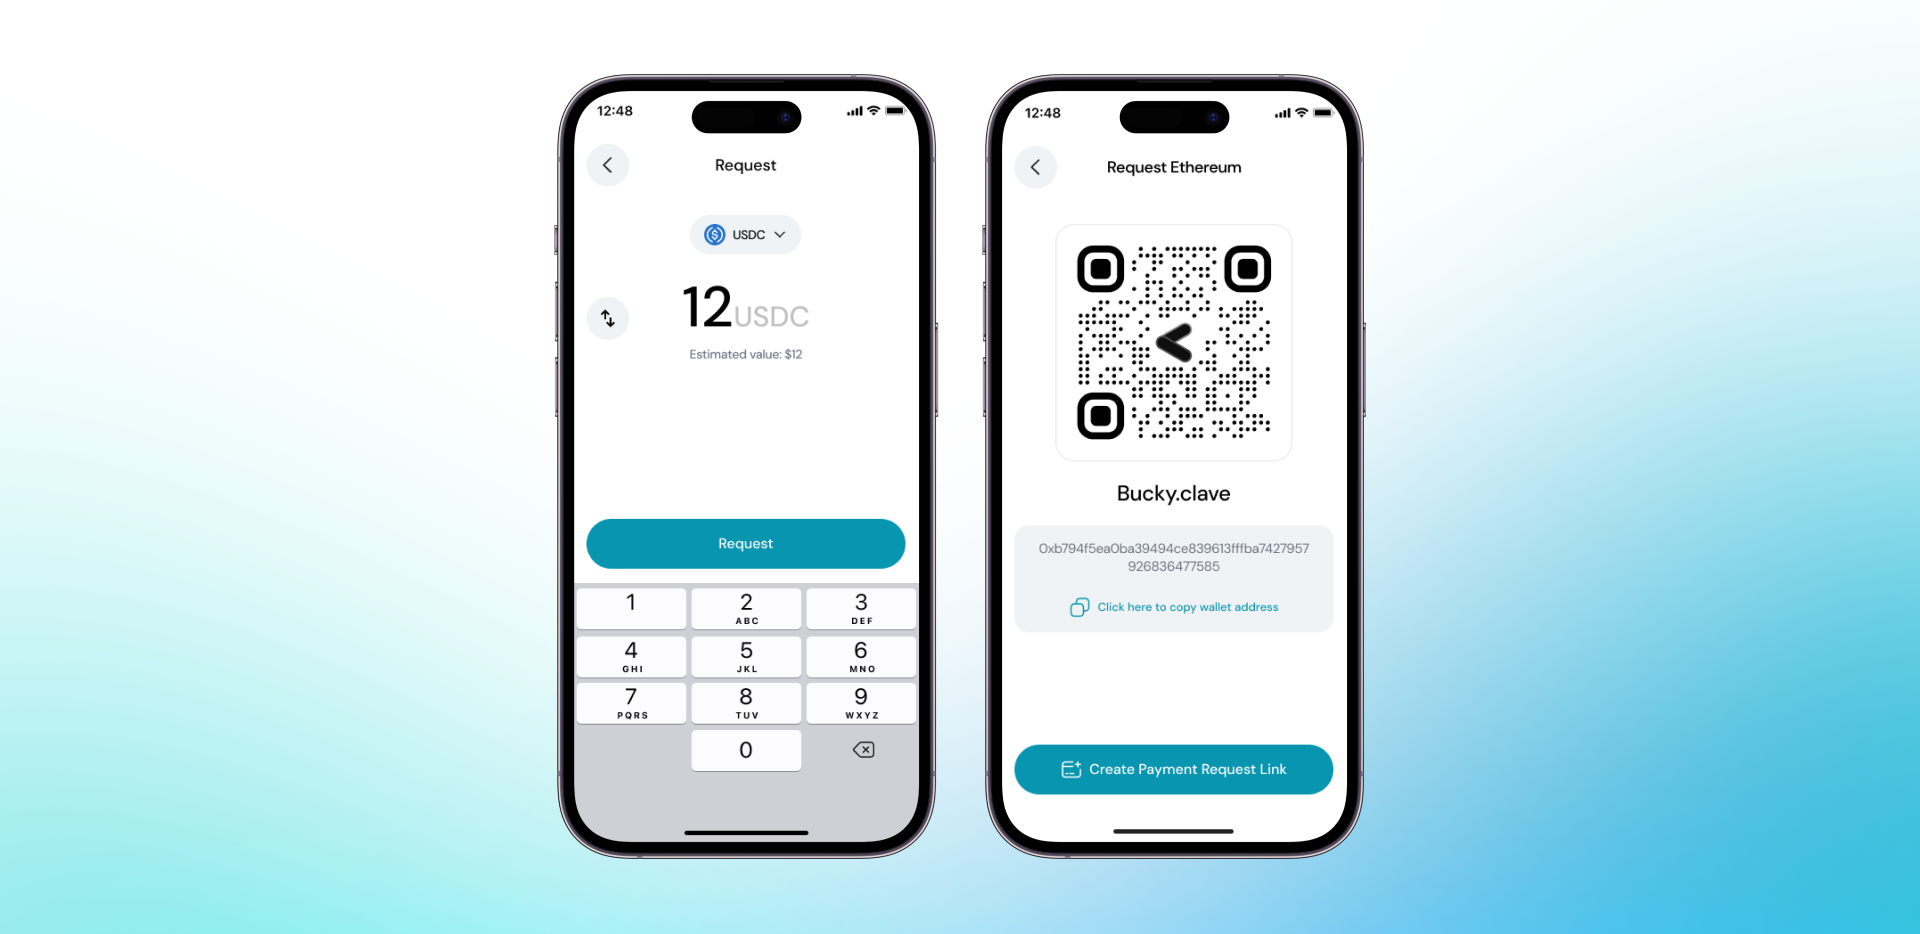 12:48
Request
USDC
12USDC
Estimated value: $12
Request
1
2
ABC
3
DEF
4
GHI
5
JKL
6
MNO
7
PQRS
8
TUV
9
WXYZ
0
12:48
Request Ethereum
Bucky.clave
0xb794f5ea0ba39494ce839613fffba7427957
926836477585
Click here to copy wallet address
Create Payment Request Link